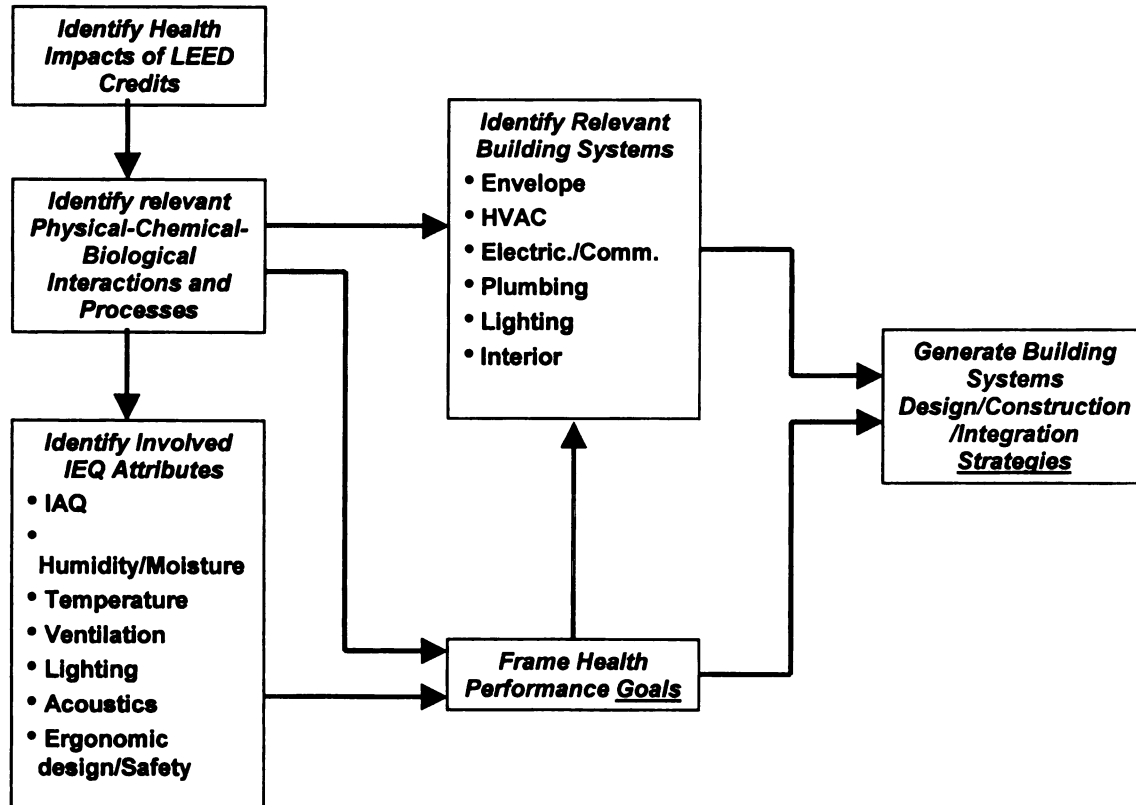 Identify Health
Impacts of LEED
Credits
Identify relevant
Physical-Chemical-
Biological
Interactions and
Processes
Identify Involved
IEQ Attributes
• IAQ
•
Humidity/Moisture
• Temperature
• Ventilation
• Lighting
• Acoustics
• Ergonomic
design/Safety
Identify Relevant
Building Systems
• Envelope
• HVAC
• Electric./Comm.
• Plumbing
• Lighting
• Interior
Frame Health
Performance Goals
Generate Building
Systems
Design/Construction
/Integration
Strategies